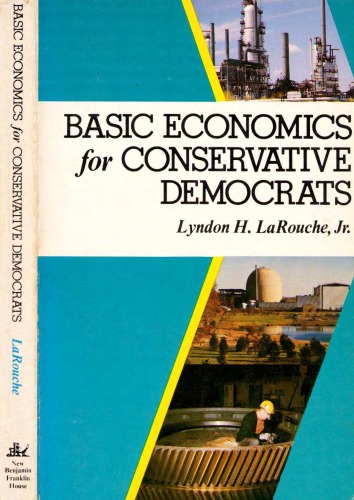 BASIC ECONOMICS for CONSERVATIVE DEMOCRATS
LaRouche
New
Benjamin
Franklin
House
BASIC ECONOMICS
for CONSERVATIVE
DEMOCRATS
Lyndon H. LaRouche, Jr.